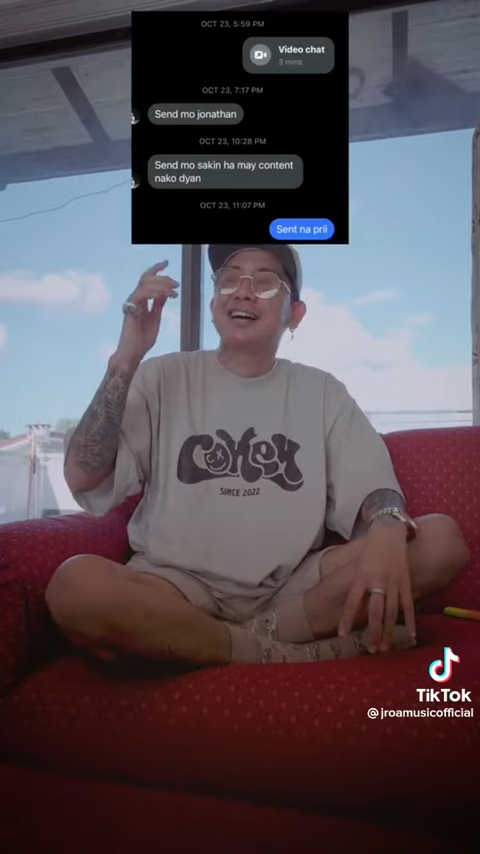 OCT 23, 5:59 PM
Video chat
3 mins
OCT 23, 7:17 PM
Send mo jonathan
OCT 23, 10:28 PM
Send mo sakin ha may content
nako dyan
OCT 23, 11:07 PM
Sent na prii
COHEN
SINCE 2022
TikTok
@jroamusicofficial